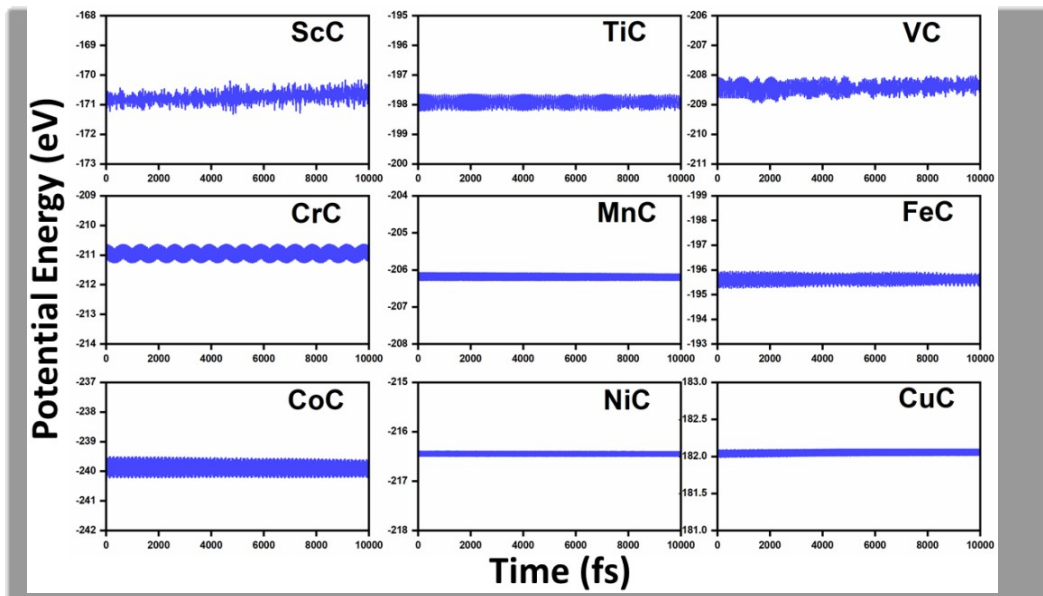 Potential Energy (eV)
ScC
-168
-169
-170
-171
-172
-173
0 2000 4000 6000 8000 10000
TiC
-195
-196
-197
-198
-199
-200
0 2000 4000 6000 8000 10000
VC
-206
-207
-208
-209
-210
-211
0 2000 4000 6000 8000 10000
CrC
-209
-210
-211
-212
-213
-214
0 2000 4000 6000 8000 10000
MnC
-204
-205
-206
-207
-208
0 2000 4000 6000 8000 10000
FeC
-199
-198
-197
-196
-195
-194
-193
0 2000 4000 6000 8000 10000
CoC
-237
-238
-239
-240
-241
-242
0 2000 4000 6000 8000 10000
NiC
-215
-216
-217
-218
0 2000 4000 6000 8000 10000
CuC
-183.0
-182.5
-182.0
-181.5
-181.0
0 2000 4000 6000 8000 10000
Time (fs)